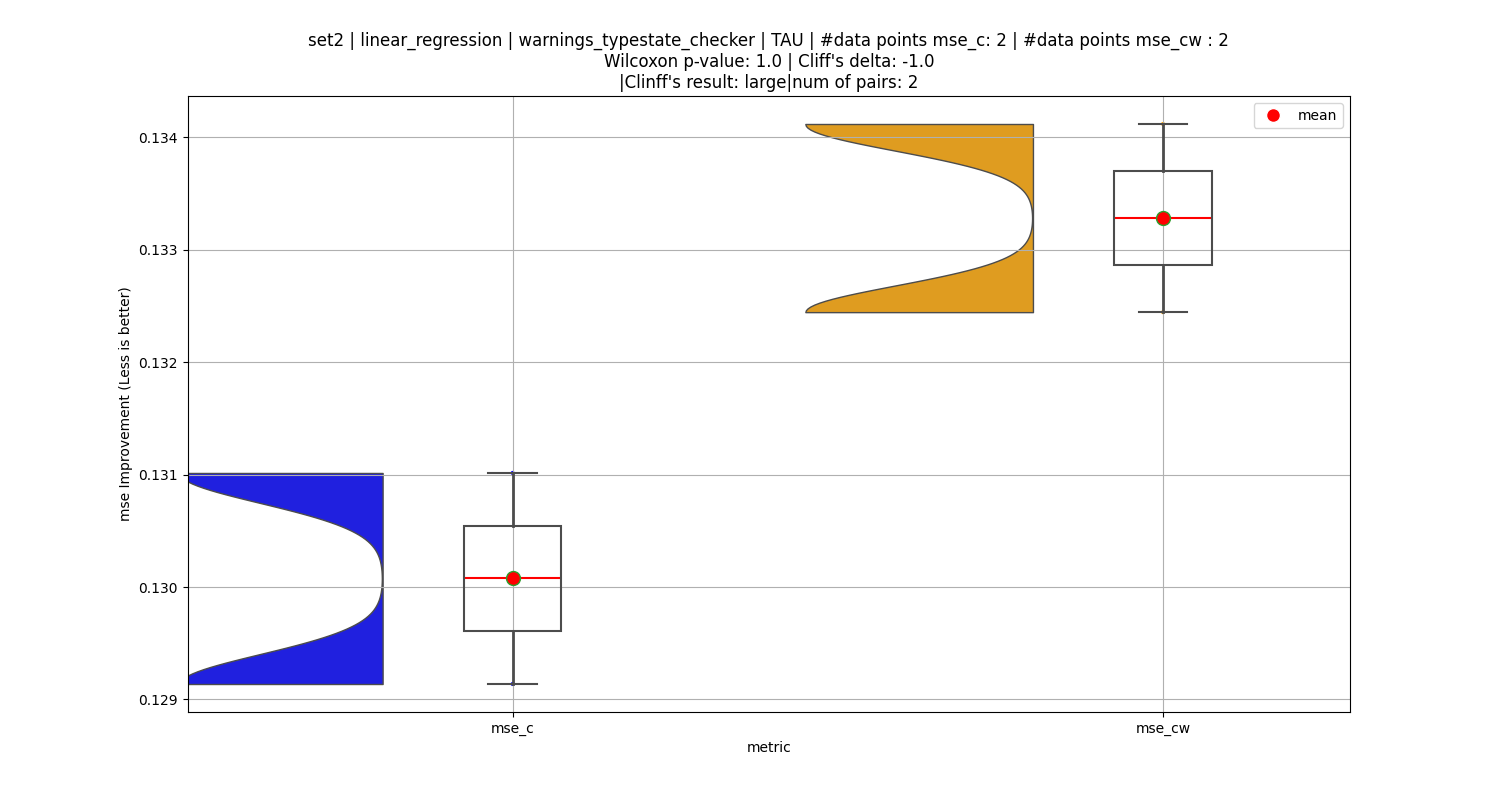 set2 | linear_regression | warnings_typestate_checker | TAU | #data points mse_c: 2 | #data points mse_cw : 2
Wilcoxon p-value: 1.0 | Cliff's delta: -1.0
|Clinff's result: large|num of pairs: 2
mean
0.134
0.133
0.132
0.131
0.130
0.129
mse Improvement (Less is better)
mse_c
mse_cw
metric